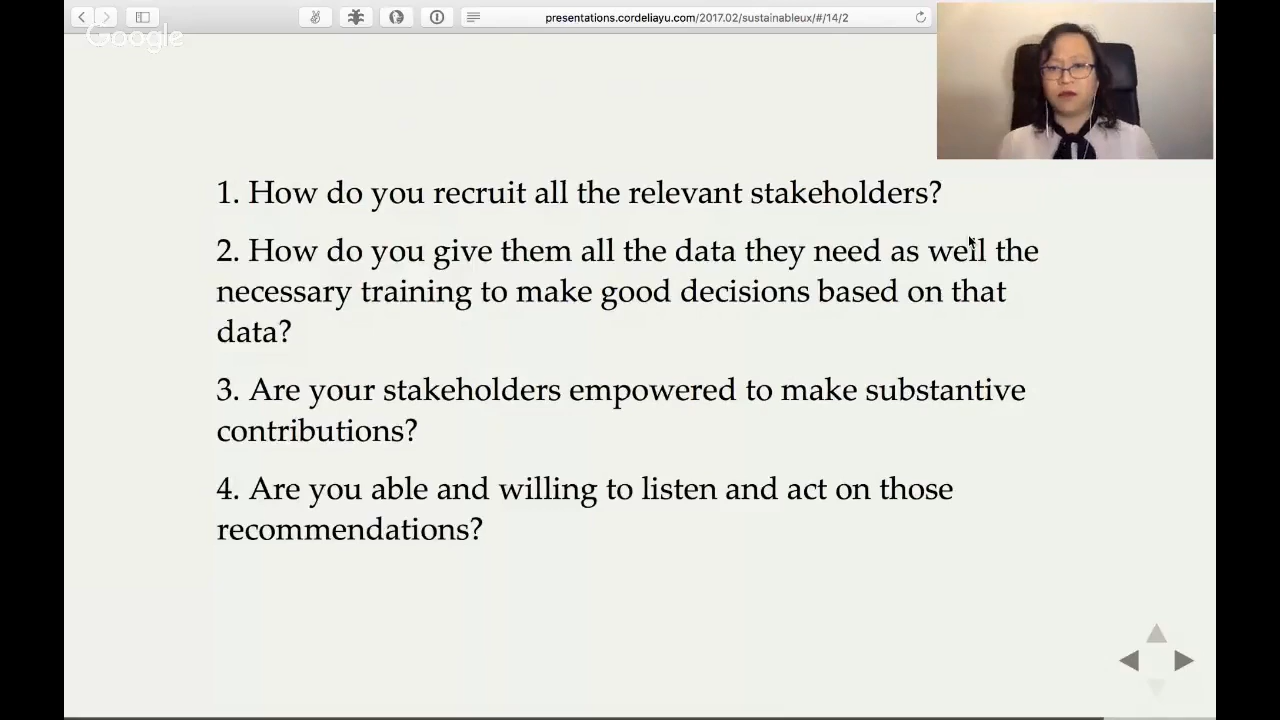 presentations.cordeliayu.com/2017.02/sustainableux/#/14/2
Google
1. How do you recruit all the relevant stakeholders?
2. How do you give them all the data they need as well the
necessary training to make good decisions based on that
data?
3. Are your stakeholders empowered to make substantive
contributions?
4. Are you able and willing to listen and act on those
recommendations?